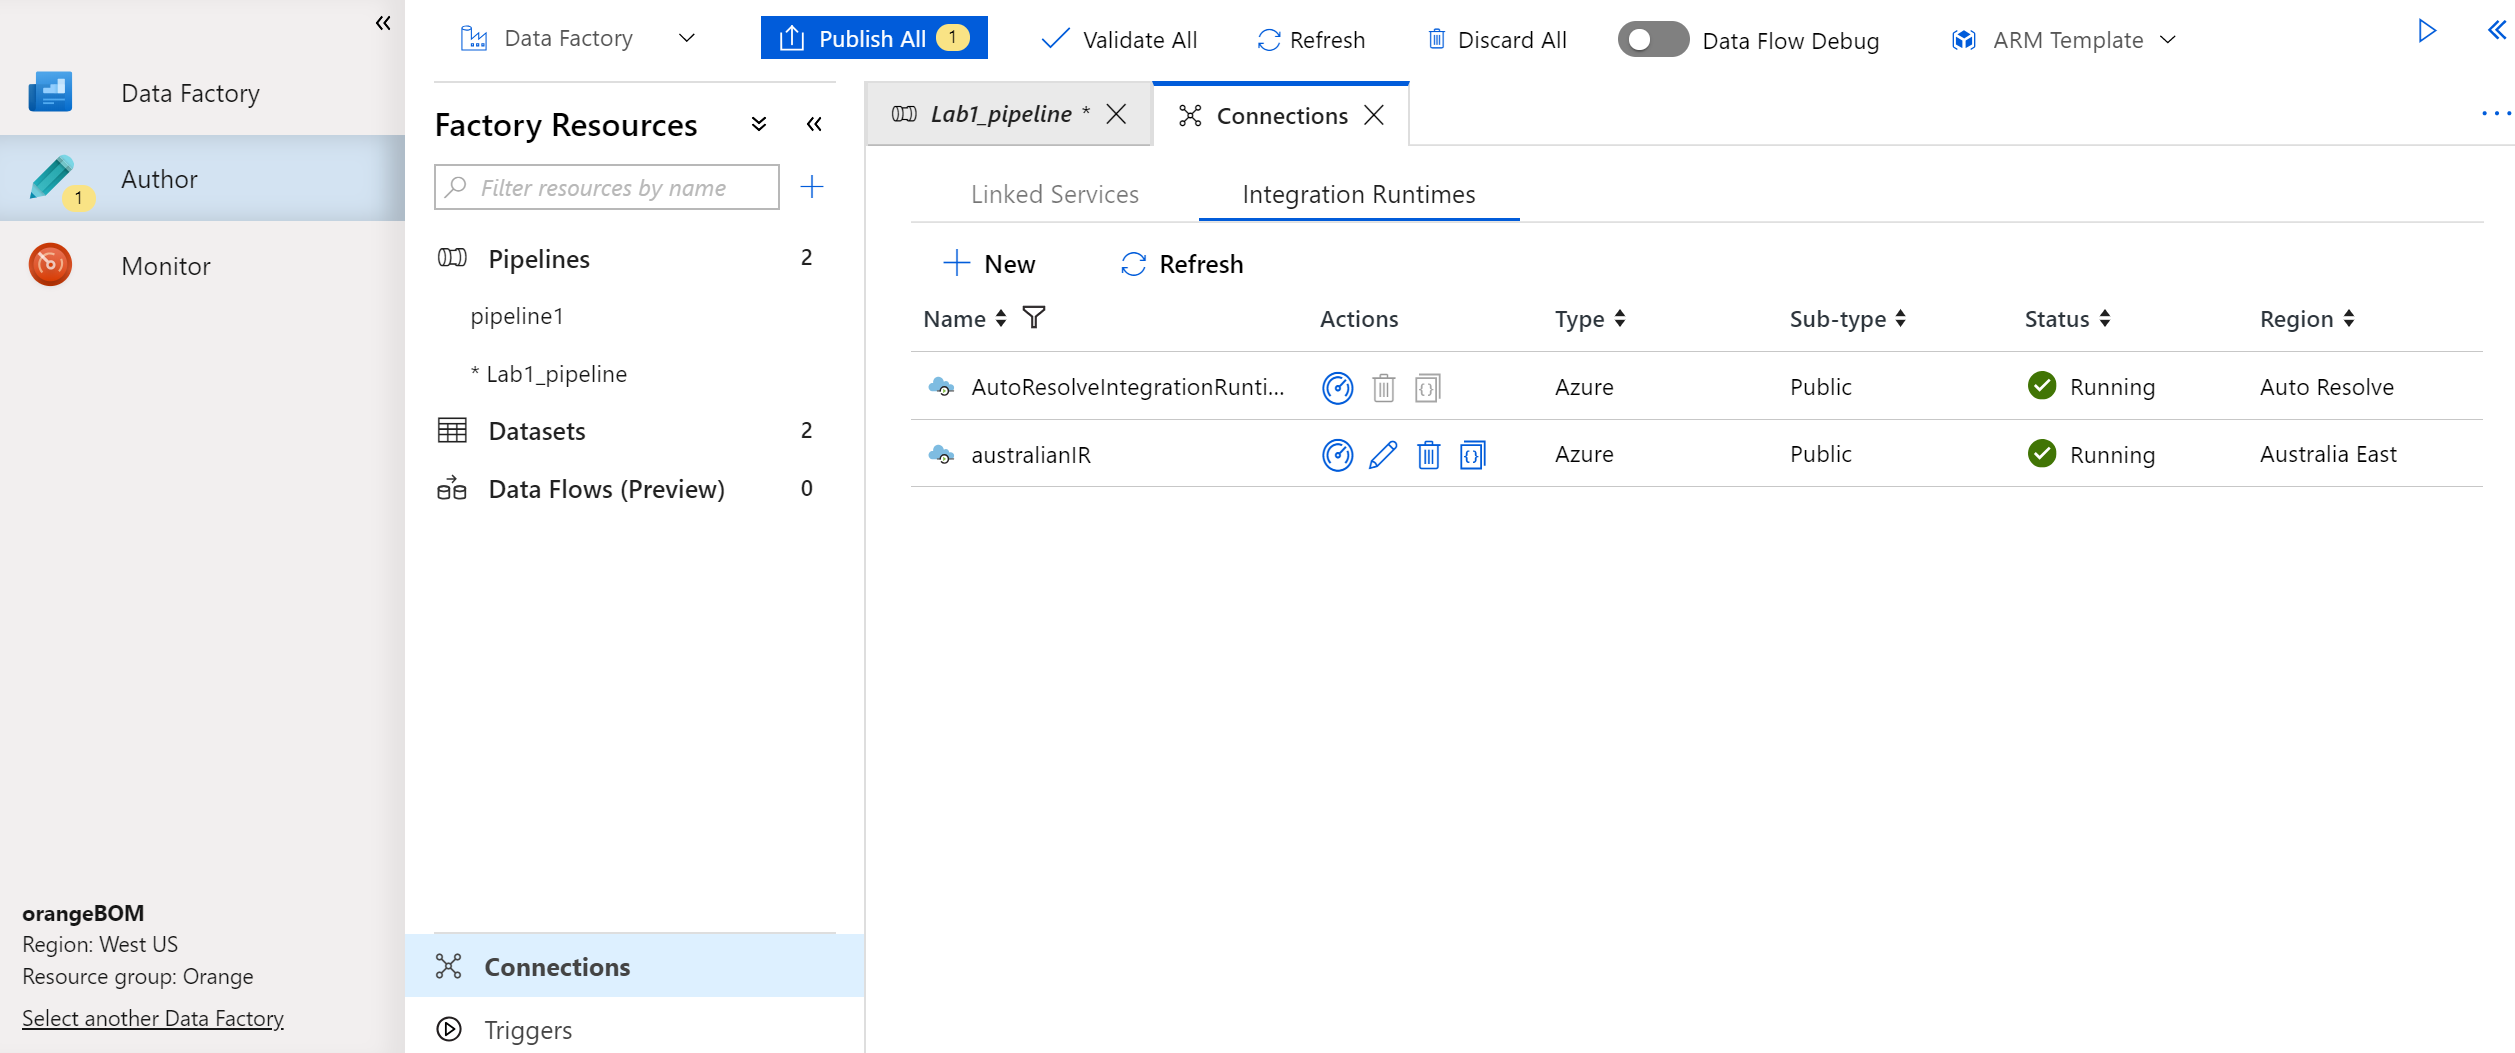 Data Factory
Author
1
Monitor
orangeBOM
Region: West US
Resource group: Orange
Select another Data Factory
Data Factory
Publish All 1
Validate All
Refresh
Discard All
Data Flow Debug
ARM Template
Factory Resources
Filter resources by name
Pipelines 2
pipeline1
* Lab1_pipeline
Datasets 2
Data Flows (Preview) 0
Connections
Triggers
Lab1_pipeline *
Connections
Linked Services
Integration Runtimes
New
Refresh
Name Actions Type Sub-type Status Region
AutoResolveIntegrationRunti... Azure Public Running Auto Resolve
australianIR Azure Public Running Australia East